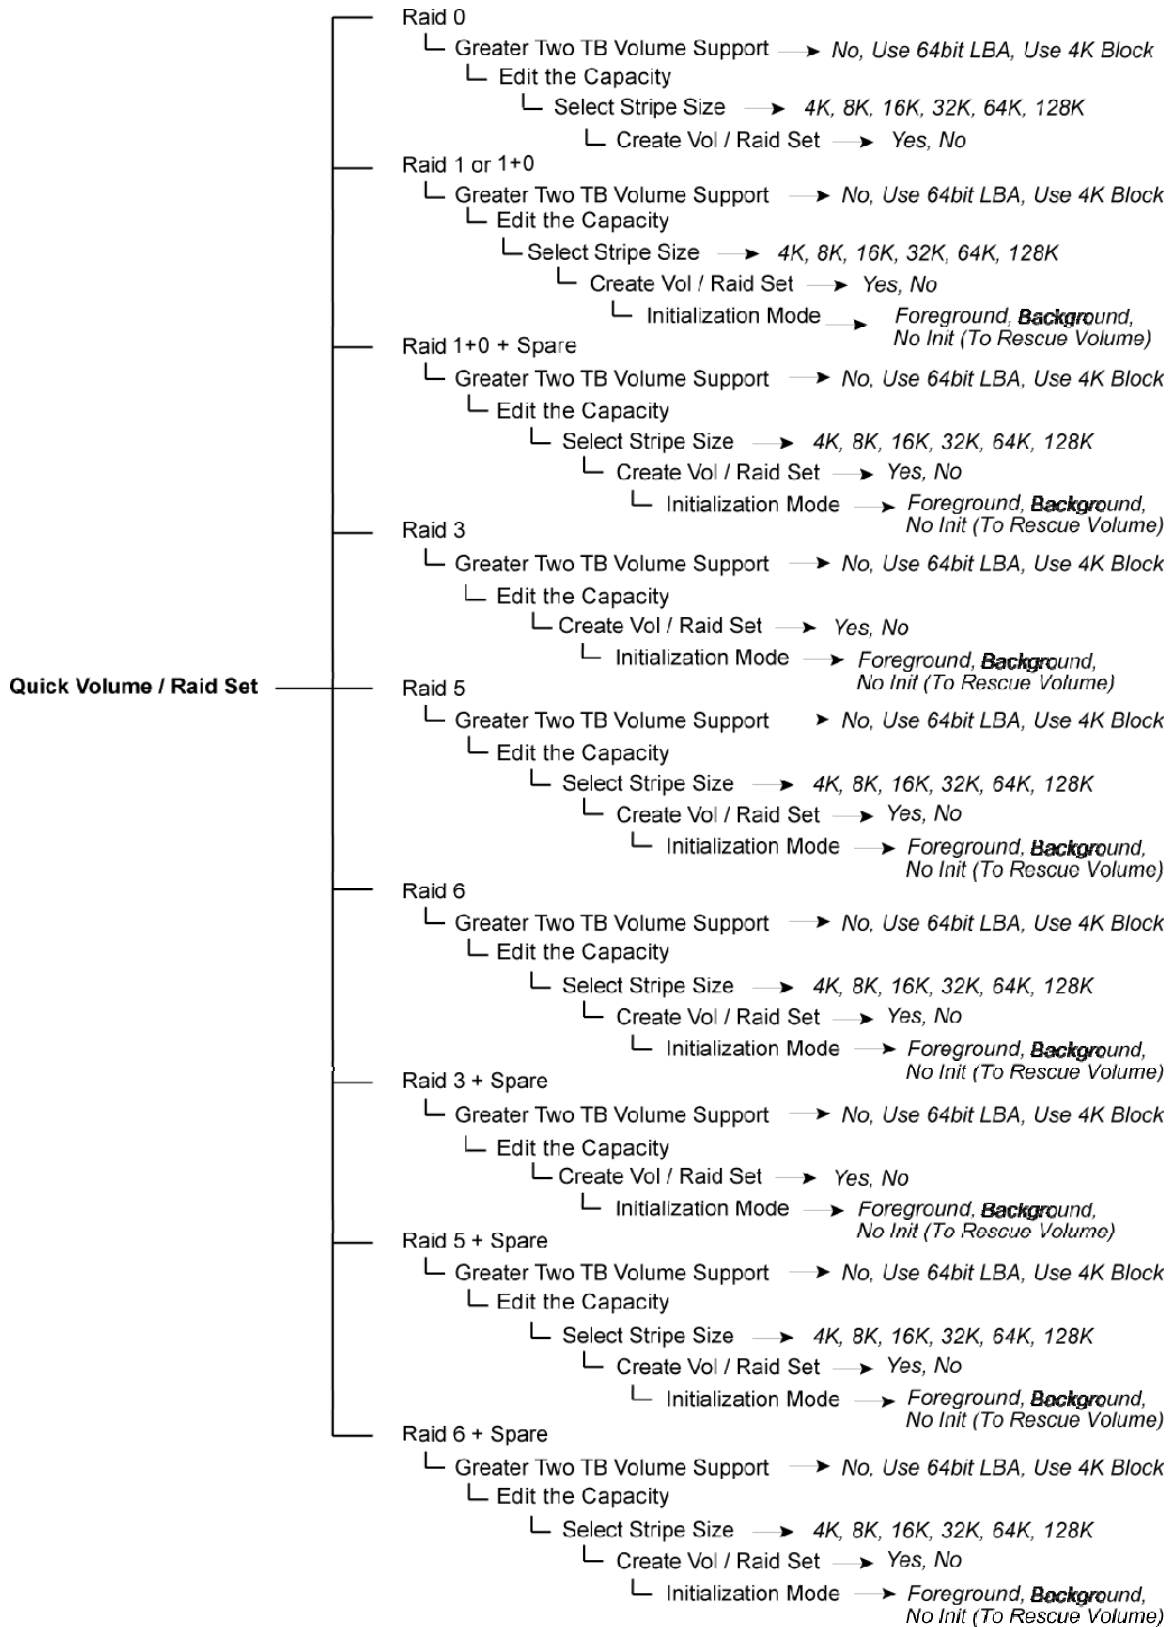 Raid 0
Greater Two TB Volume Support No, Use 64bit LBA, Use 4K Block
Edit the Capacity
Select Stripe Size 4K, 8K, 16K, 32K, 64K, 128K
Create Vol / Raid Set Yes, No
Raid 1 or 1+0
Greater Two TB Volume Support No, Use 64bit LBA, Use 4K Block
Edit the Capacity
Select Stripe Size 4K, 8K, 16K, 32K, 64K, 128K
Create Vol / Raid Set Yes, No
Initialization Mode Foreground, Background,
No Init (To Rescue Volume)
Raid 1+0 + Spare
Greater Two TB Volume Support No, Use 64bit LBA, Use 4K Block
Edit the Capacity
Select Stripe Size 4K, 8K, 16K, 32K, 64K, 128K
Create Vol / Raid Set Yes, No
Initialization Mode Foreground, Background,
No Init (To Rescue Volume)
Raid 3
Greater Two TB Volume Support No, Use 64bit LBA, Use 4K Block
Edit the Capacity
Create Vol / Raid Set Yes, No
Initialization Mode Foreground, Background,
No Init (To Rescue Volume)
Quick Volume / Raid Set
Raid 5
Greater Two TB Volume Support No, Use 64bit LBA, Use 4K Block
Edit the Capacity
Select Stripe Size 4K, 8K, 16K, 32K, 64K, 128K
Create Vol / Raid Set Yes, No
Initialization Mode Foreground, Background,
No Init (To Rescue Volume)
Raid 6
Greater Two TB Volume Support No, Use 64bit LBA, Use 4K Block
Edit the Capacity
Select Stripe Size 4K, 8K, 16K, 32K, 64K, 128K
Create Vol / Raid Set Yes, No
Initialization Mode Foreground, Background,
No Init (To Rescue Volume)
Raid 3 + Spare
Greater Two TB Volume Support No, Use 64bit LBA, Use 4K Block
Edit the Capacity
Create Vol / Raid Set Yes, No
Initialization Mode Foreground, Background,
No Init (To Rescue Volume)
Raid 5 + Spare
Greater Two TB Volume Support No, Use 64bit LBA, Use 4K Block
Edit the Capacity
Select Stripe Size 4K, 8K, 16K, 32K, 64K, 128K
Create Vol / Raid Set Yes, No
Initialization Mode Foreground, Background,
No Init (To Rescue Volume)
Raid 6 + Spare
Greater Two TB Volume Support No, Use 64bit LBA, Use 4K Block
Edit the Capacity
Select Stripe Size 4K, 8K, 16K, 32K, 64K, 128K
Create Vol / Raid Set Yes, No
Initialization Mode Foreground, Background,
No Init (To Rescue Volume)